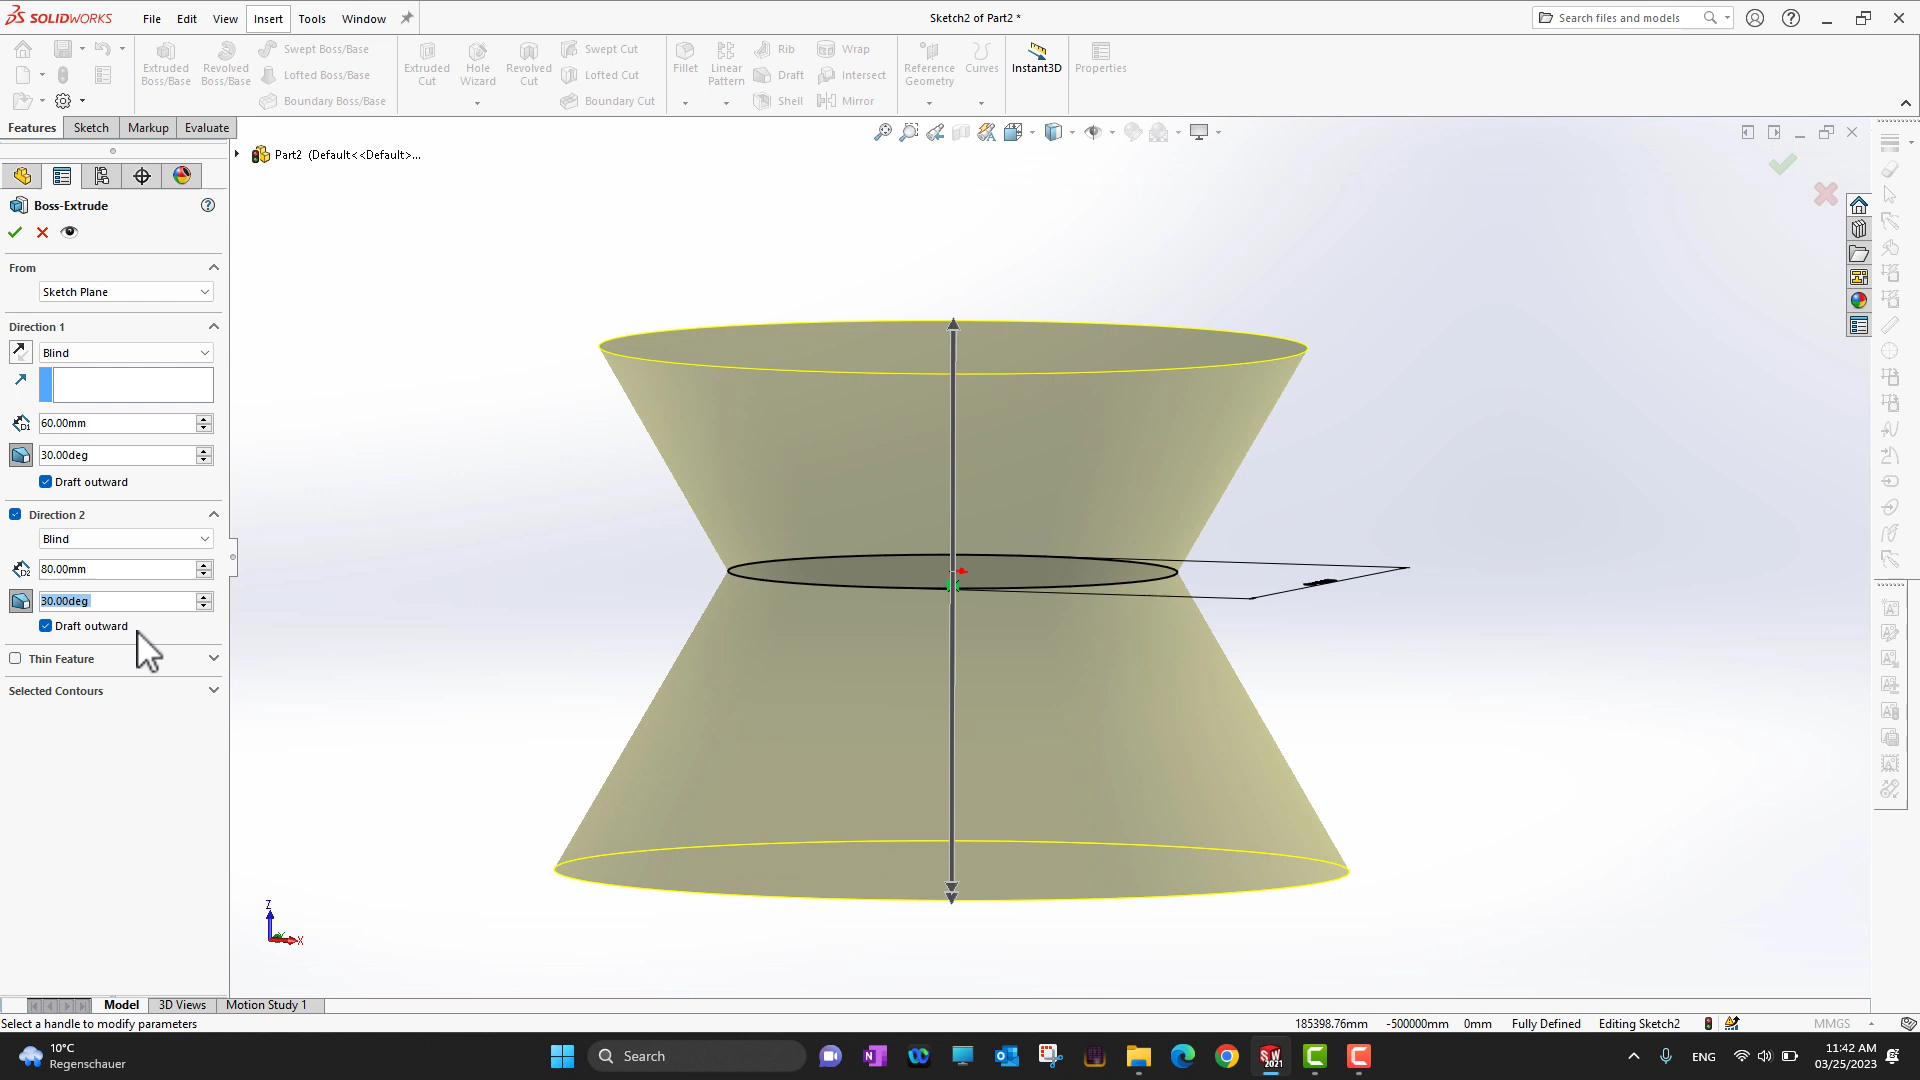 SOLIDWORKS File Edit View Insert Tools Window Sketch2 of Part2 * Search files and models
Extruded Boss/Base
Revolved Boss/Base
Swept Boss/Base
Lofted Boss/Base
Boundary Boss/Base
Extruded Cut
Hole Wizard
Revolved Cut
Swept Cut
Lofted Cut
Boundary Cut
Fillet
Linear Pattern
Rib
Draft
Shell
Wrap
Intersect
Mirror
Reference Geometry
Curves
Instant3D
Properties
Features Sketch Markup Evaluate
Part2 (Default<<Default>...
Boss-Extrude
From
Sketch Plane
Direction 1
Blind
D1 60.00mm
30.00deg
Draft outward
Direction 2
Blind
D2 80.00mm
30.00deg
Draft outward
Thin Feature
Selected Contours
Z
X
Model 3D Views Motion Study 1
Select a handle to modify parameters 185398.76mm -500000mm 0mm Fully Defined Editing Sketch2 MMGS
10°C
Regenschauer
Search
SW 2021
ENG
11:42 AM
03/25/2023